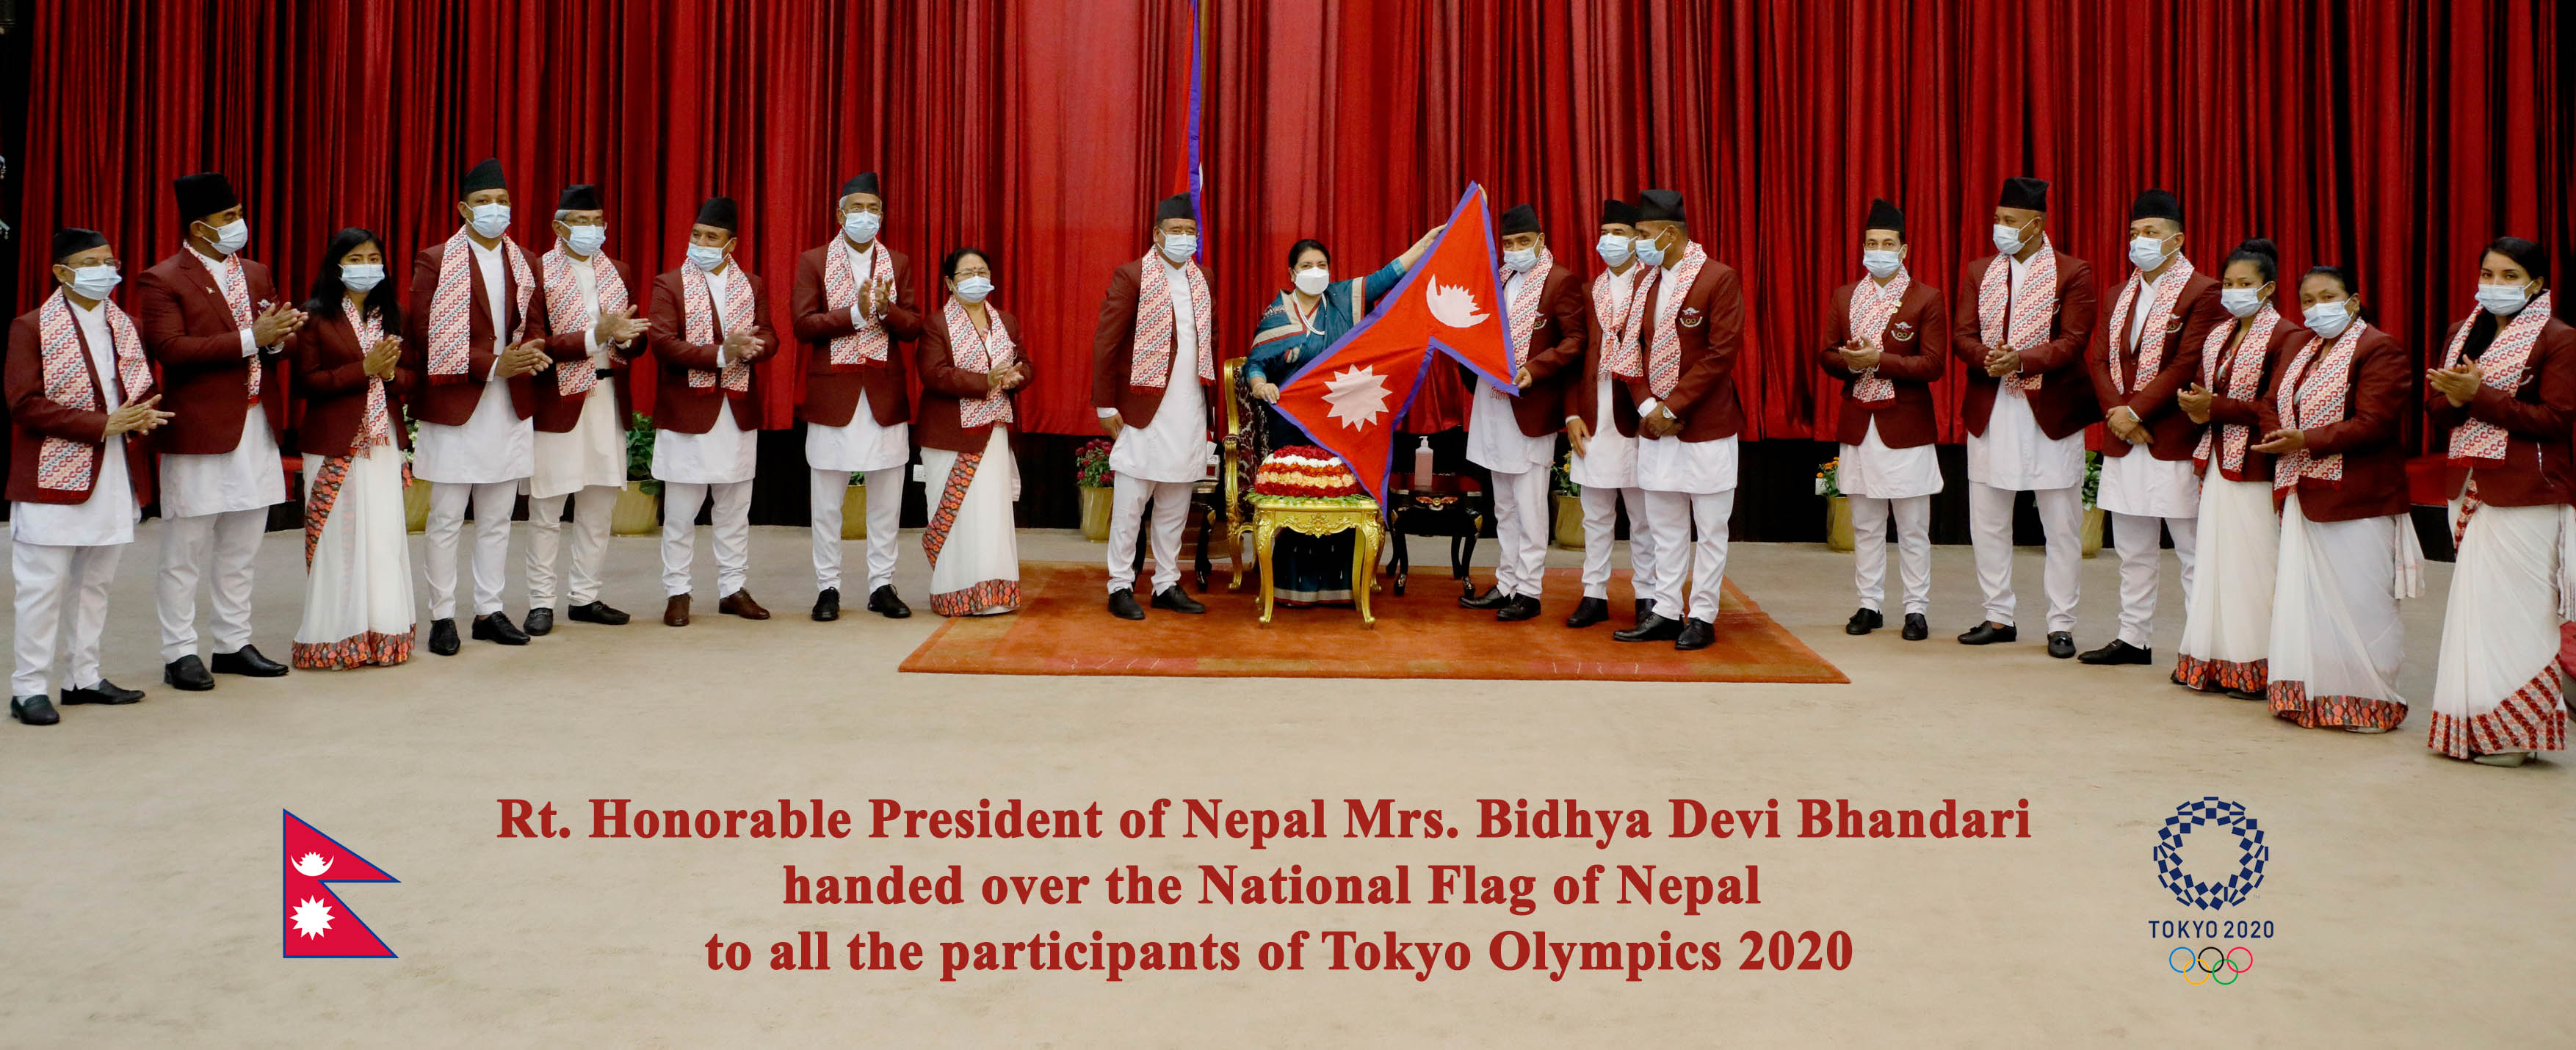 Rt. Honorable President of Nepal Mrs. Bidhya Devi Bhandari
handed over the National Flag of Nepal
to all the participants of Tokyo Olympics 2020
TOKYO 2020